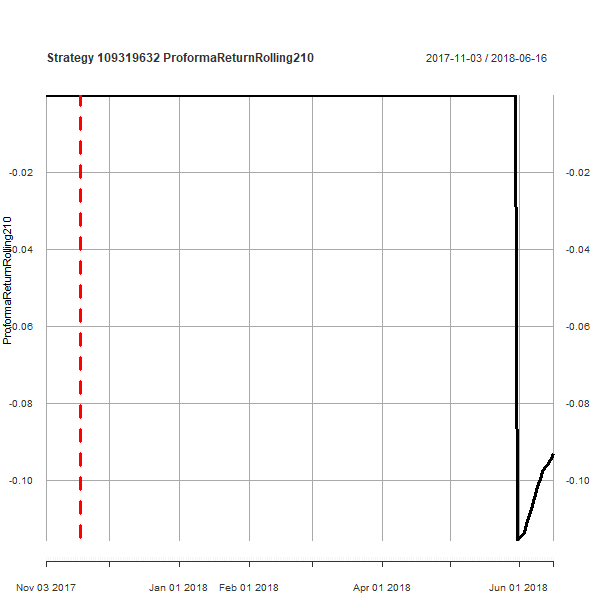 Strategy 109319632 ProformaReturnRolling210
2017-11-03 / 2018-06-16
ProformaReturnRolling210
-0.02
-0.04
-0.06
-0.08
-0.10
-0.02
-0.04
-0.06
-0.08
-0.10
Nov 03 2017
Jan 01 2018
Feb 01 2018
Apr 01 2018
Jun 01 2018